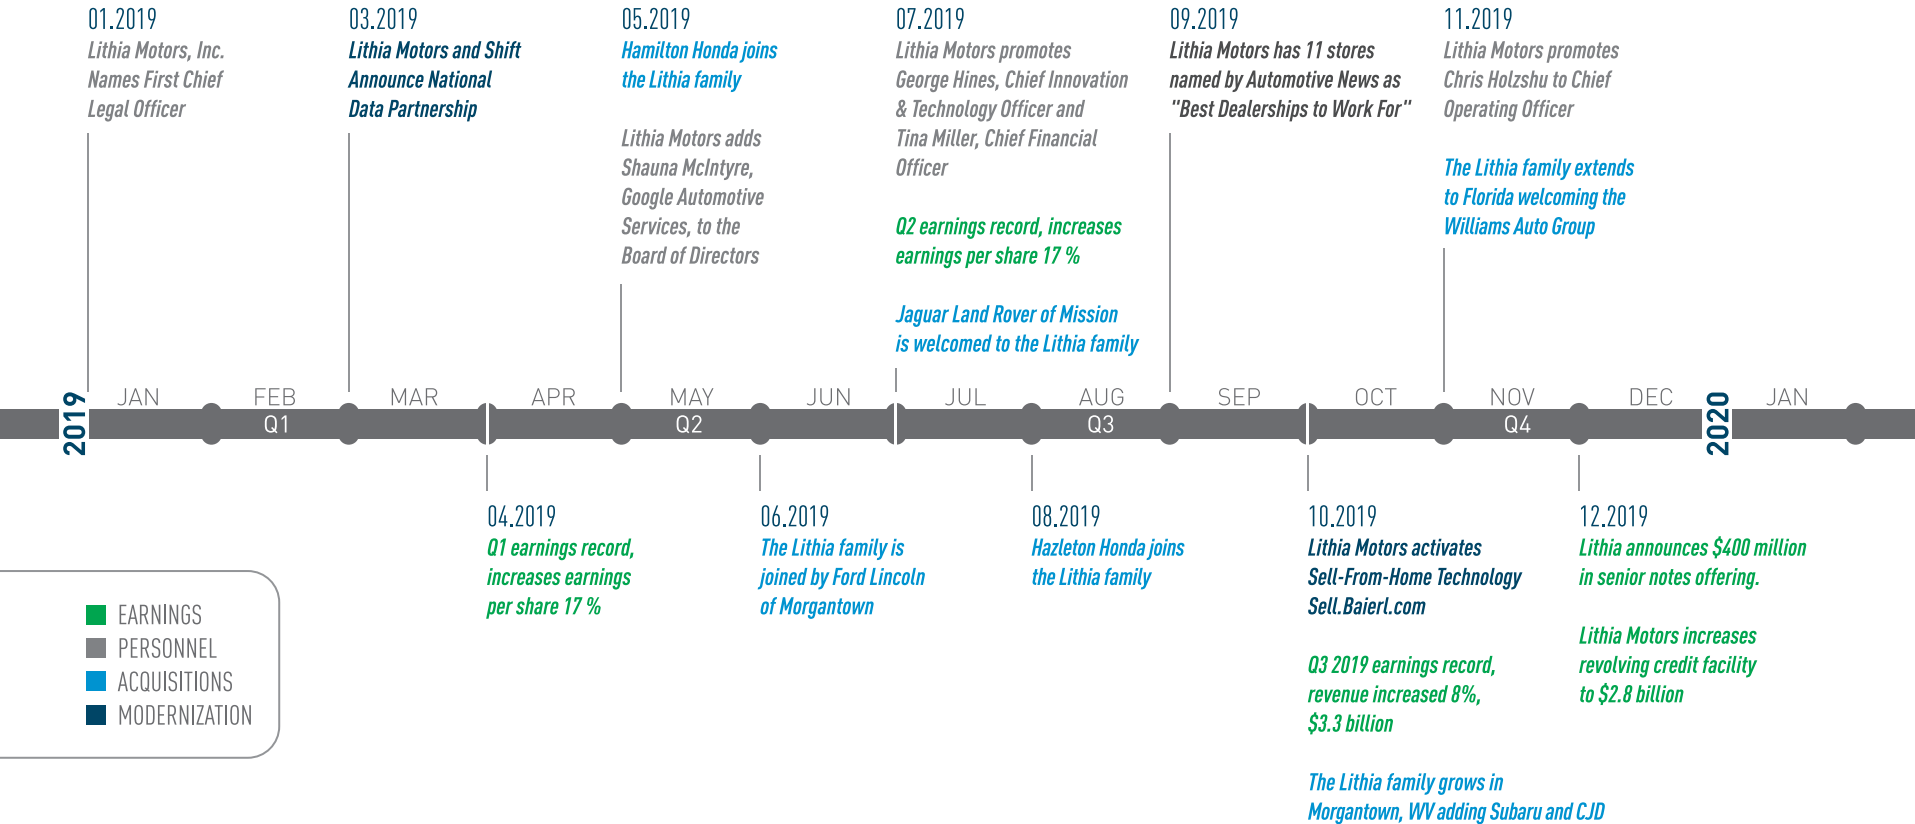 01.2019
Lithia Motors, Inc.
Names First Chief
Legal Officer
03.2019
Lithia Motors and Shift
Announce National
Data Partnership
05.2019
Hamilton Honda joins
the Lithia family
Lithia Motors adds
Shauna McIntyre,
Google Automotive
Services, to the
Board of Directors
07.2019
Lithia Motors promotes
George Hines, Chief Innovation
& Technology Officer and
Tina Miller, Chief Financial
Officer
Q2 earnings record, increases
earnings per share 17 %
Jaguar Land Rover of Mission
is welcomed to the Lithia family
09.2019
Lithia Motors has 11 stores
named by Automotive News as
"Best Dealerships to Work For"
11.2019
Lithia Motors promotes
Chris Holzshu to Chief
Operating Officer
The Lithia family extends
to Florida welcoming the
Williams Auto Group
2019
JAN FEB MAR APR MAY JUN JUL AUG SEP OCT NOV DEC
2020
JAN
Q1 Q2 Q3 Q4
04.2019
Q1 earnings record,
increases earnings
per share 17 %
06.2019
The Lithia family is
joined by Ford Lincoln
of Morgantown
08.2019
Hazleton Honda joins
the Lithia family
10.2019
Lithia Motors activates
Sell-From-Home Technology
Sell.Baierl.com
Q3 2019 earnings record,
revenue increased 8%,
$3.3 billion
The Lithia family grows in
Morgantown, WV adding Subaru and CJD
12.2019
Lithia announces $400 million
in senior notes offering.
Lithia Motors increases
revolving credit facility
to $2.8 billion
EARNINGS
PERSONNEL
ACQUISITIONS
MODERNIZATION